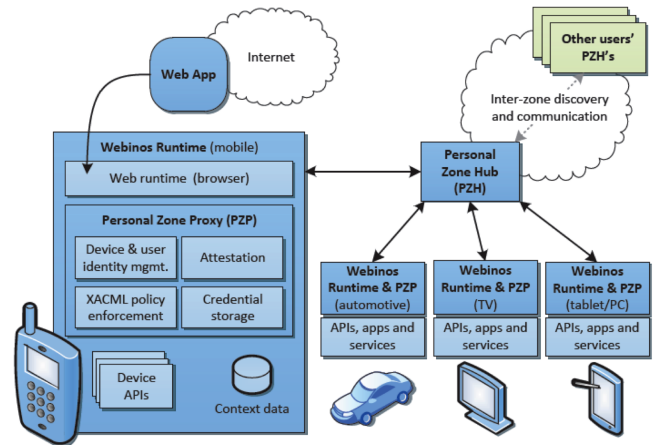 Web App
Internet
Other users'
PZH's
Inter-zone discovery
and communication
Webinos Runtime (mobile)
Web runtime (browser)
Personal Zone Proxy (PZP)
Device & user
identity mgmt.
Attestation
XACML policy
enforcement
Credential
storage
Device
APIs
Context data
Personal
Zone Hub
(PZH)
Webinos
Runtime & PZP
(automotive)
APIs, apps and
services
Webinos
Runtime & PZP
(TV)
APIs, apps and
services
Webinos
Runtime & PZP
(tablet/PC)
APIs, apps and
services